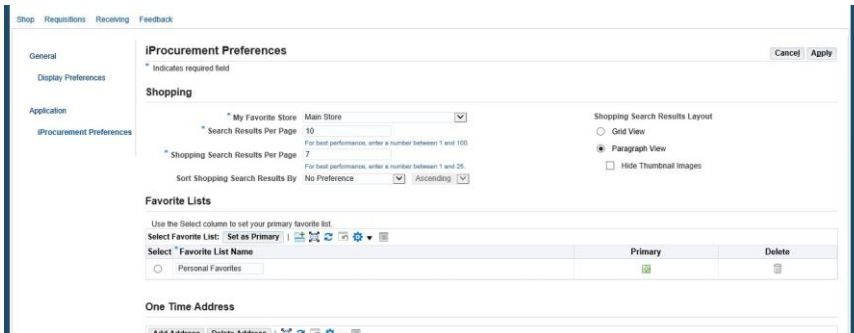 Shop Requisitions Receiving Feedback
General
Display Preferences
Application
iProcurement Preferences
iProcurement Preferences
Cancel Apply
* Indicates required field
Shopping
* My Favorite Store Main Store
* Search Results Per Page 10
For best performance, enter a number between 1 and 100.
* Shopping Search Results Per Page 7
For best performance, enter a number between 1 and 25.
Sort Shopping Search Results By No Preference Ascending
Shopping Search Results Layout
Grid View
Paragraph View
Hide Thumbnail Images
Favorite Lists
Use the Select column to set your primary favorite list.
Select Favorite List: Set as Primary
Select * Favorite List Name Primary Delete
Personal Favorites
One Time Address
Add Address Delete Address